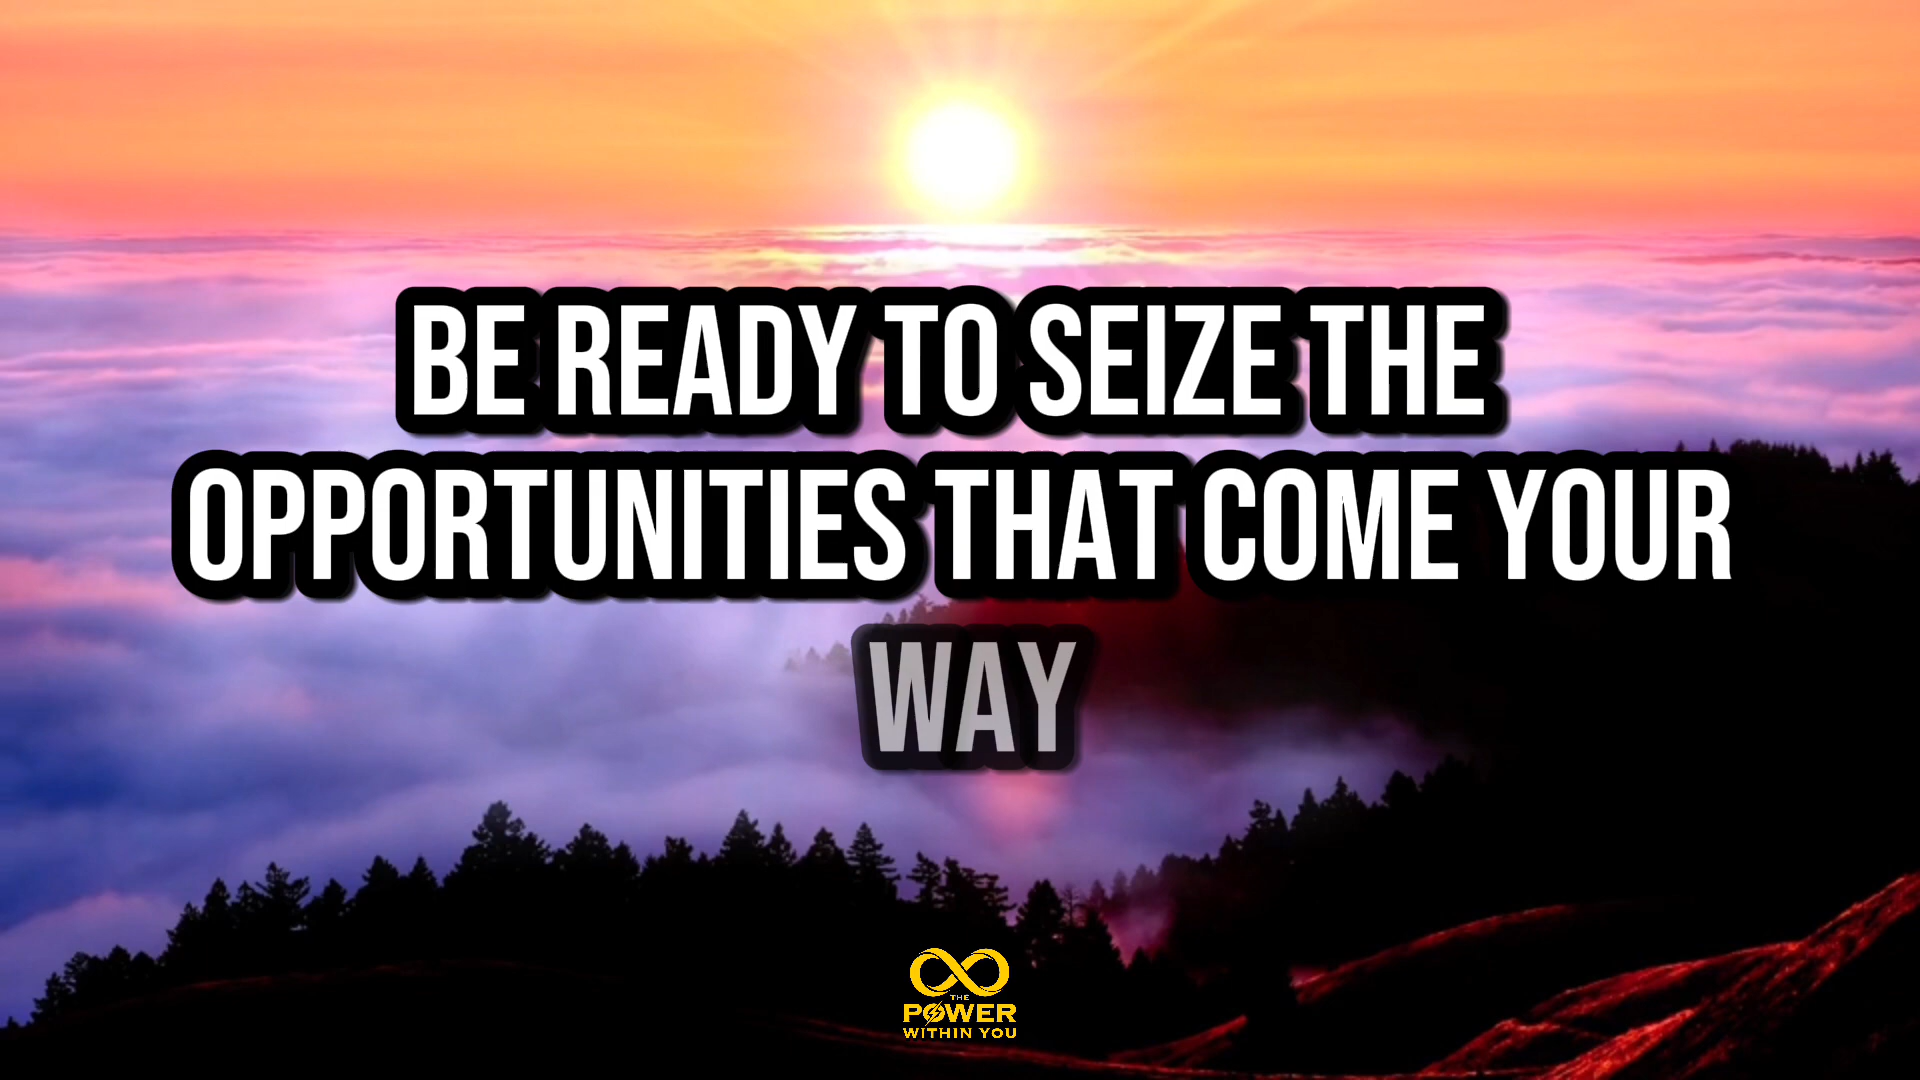 BE READY TO SEIZE THE
OPPORTUNITIES THAT COME YOUR
WAY
THE
POWER
WITHIN YOU